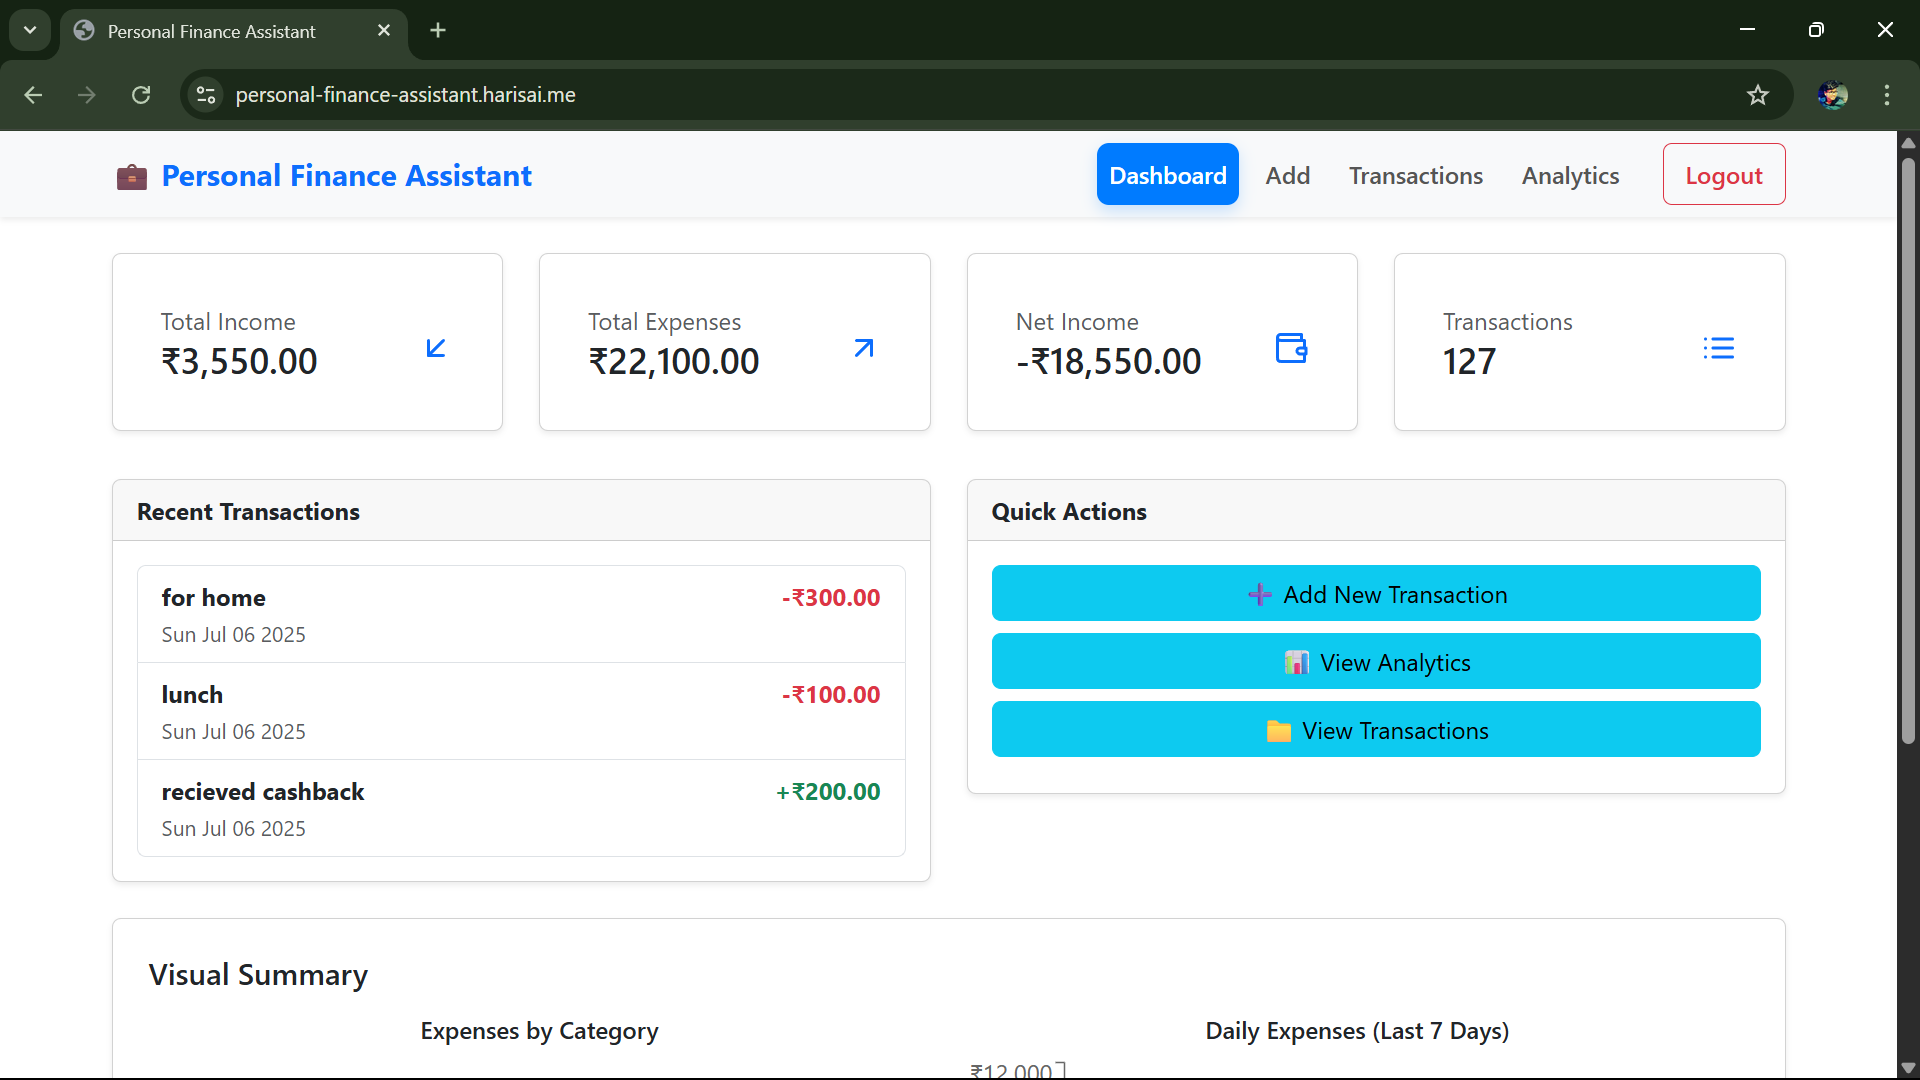 Personal Finance Assistant
personal-finance-assistant.harisai.me
Personal Finance Assistant
Dashboard
Add
Transactions
Analytics
Logout
Total Income
₹3,550.00
Total Expenses
₹22,100.00
Net Income
-₹18,550.00
Transactions
127
Recent Transactions
for home
-₹300.00
Sun Jul 06 2025
lunch
-₹100.00
Sun Jul 06 2025
recieved cashback
+₹200.00
Sun Jul 06 2025
Quick Actions
Add New Transaction
View Analytics
View Transactions
Visual Summary
Expenses by Category
Daily Expenses (Last 7 Days)
₹12,000